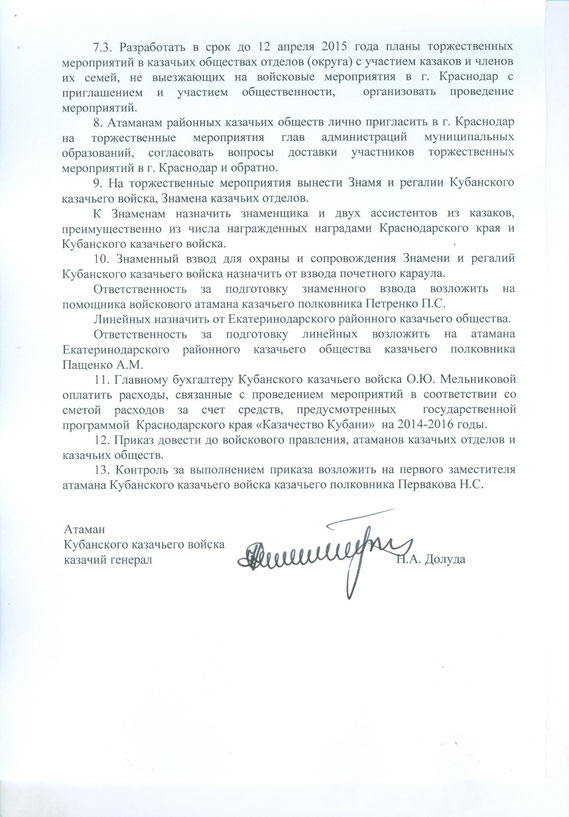 7.3. Разработать в срок до 12 апреля 2015 года планы торжественных
мероприятий в казачьих обществах отделов (округа) с участием казаков и членов
их семей, не выезжающих на войсковые мероприятия в г. Краснодар с
приглашением и участием общественности, организовать проведение
мероприятий.
8. Атаманам районных казачьих обществ лично пригласить в г. Краснодар
на торжественные мероприятия глав администраций муниципальных
образований, согласовать вопросы доставки участников торжественных
мероприятий в г. Краснодар и обратно.
9. На торжественные мероприятия вынести Знамя и регалии Кубанского
казачьего войска, Знамена казачьих отделов.
К Знаменам назначить знаменщика и двух ассистентов из казаков,
преимущественно из числа награжденных наградами Краснодарского края и
Кубанского казачьего войска.
10. Знаменный взвод для охраны и сопровождения Знамени и регалий
Кубанского казачьего войска назначить от взвода почетного караула.
Ответственность за подготовку знаменного взвода возложить на
помощника войскового атамана казачьего полковника Петренко П.С.
Линейных назначить от Екатеринодарского районного казачьего общества.
Ответственность за подготовку линейных возложить на атамана
Екатеринодарского районного казачьего общества казачьего полковника
Пащенко А.М.
11. Главному бухгалтеру Кубанского казачьего войска О.Ю. Мельниковой
оплатить расходы, связанные с проведением мероприятий в соответствии со
сметой расходов за счет средств, предусмотренных государственной
программой Краснодарского края «Казачество Кубани» на 2014-2016 годы.
12. Приказ довести до войскового правления, атаманов казачьих отделов и
казачьих обществ.
13. Контроль за выполнением приказа возложить на первого заместителя
атамана Кубанского казачьего войска казачьего полковника Первакова Н.С.
Атаман
Кубанского казачьего войска
казачий генерал Н.А. Долуда